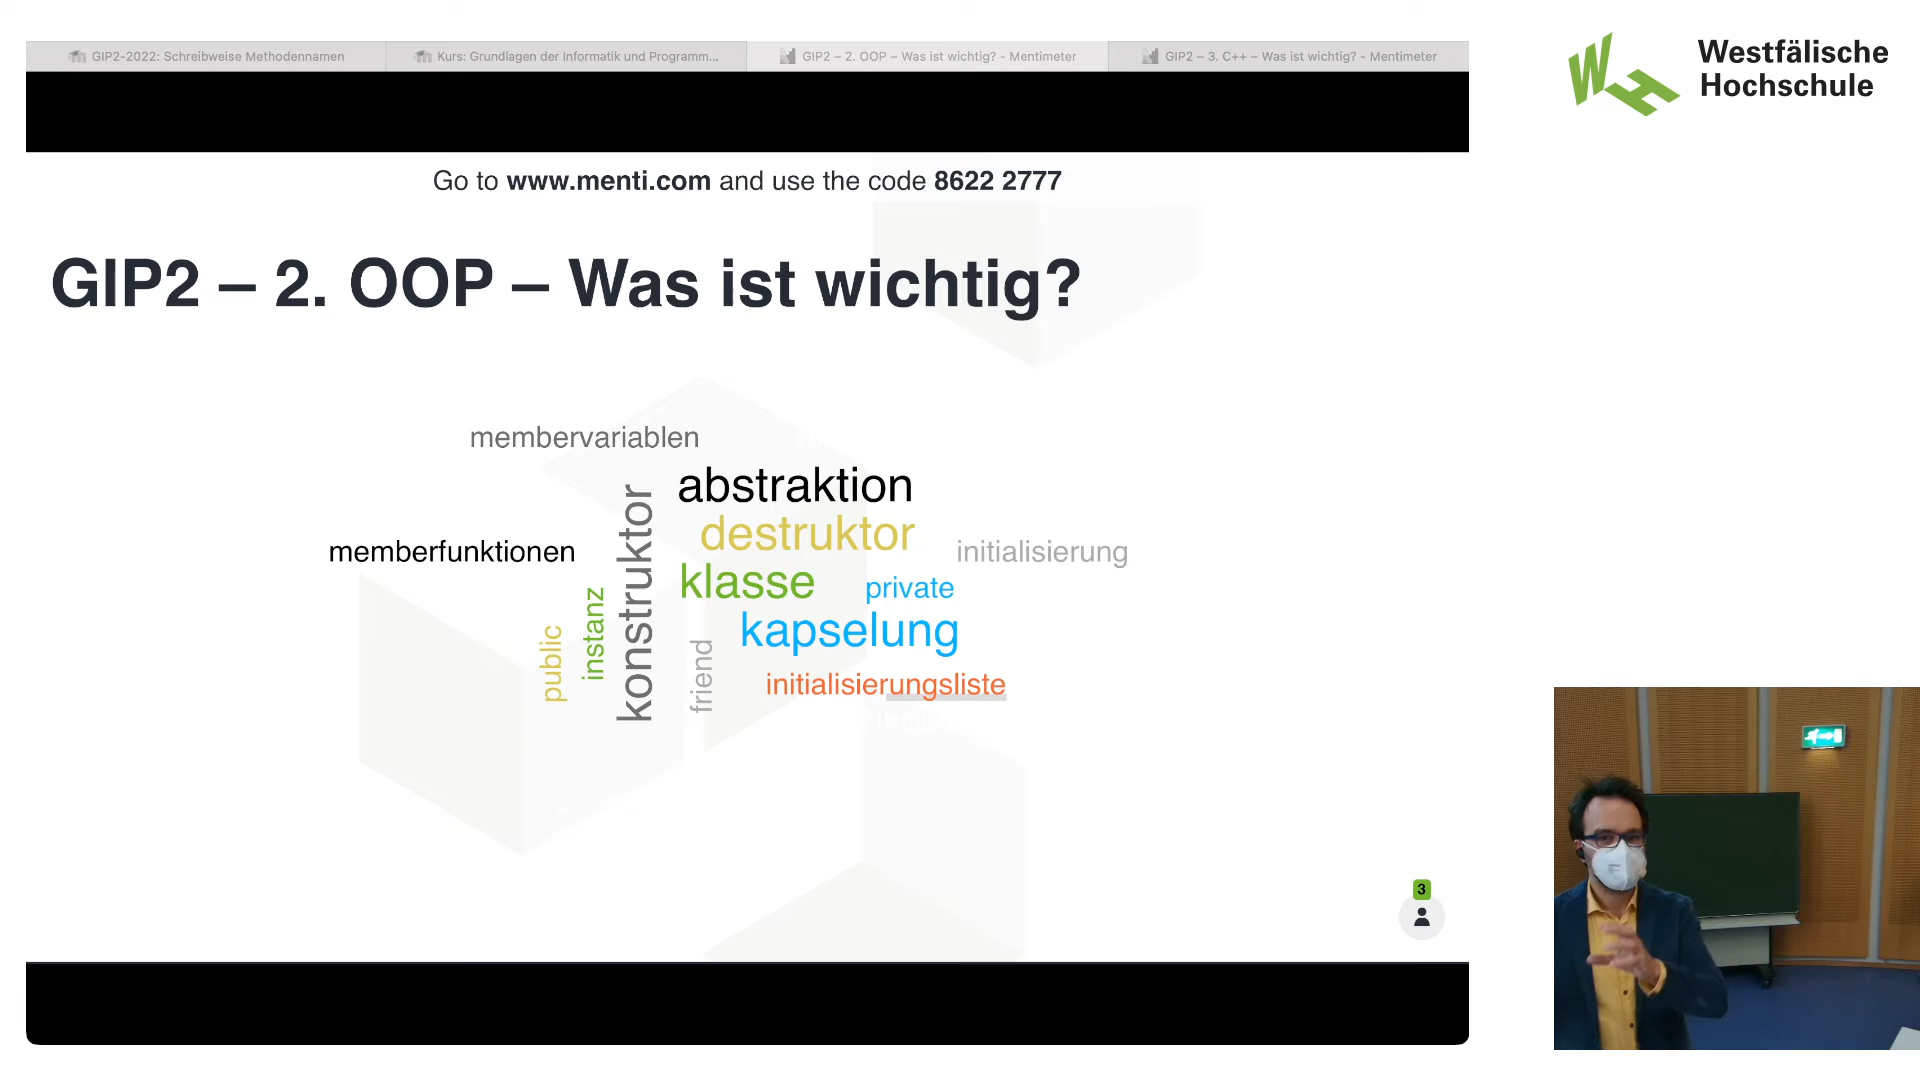 GIP2-2022: Schreibweise Methodennamen
Kurs: Grundlagen der Informatik und Programm...
GIP2 – 2. OOP – Was ist wichtig? - Mentimeter
GIP2 – 3. C++ – Was ist wichtig? - Mentimeter
Westfälische
Hochschule
Go to www.menti.com and use the code 8622 2777
GIP2 – 2. OOP – Was ist wichtig?
membervariablen
abstraktion
destruktor
memberfunktionen
initialisierung
klasse
private
konstruktor
instanz
public
kapselung
friend
initialisierungsliste
3